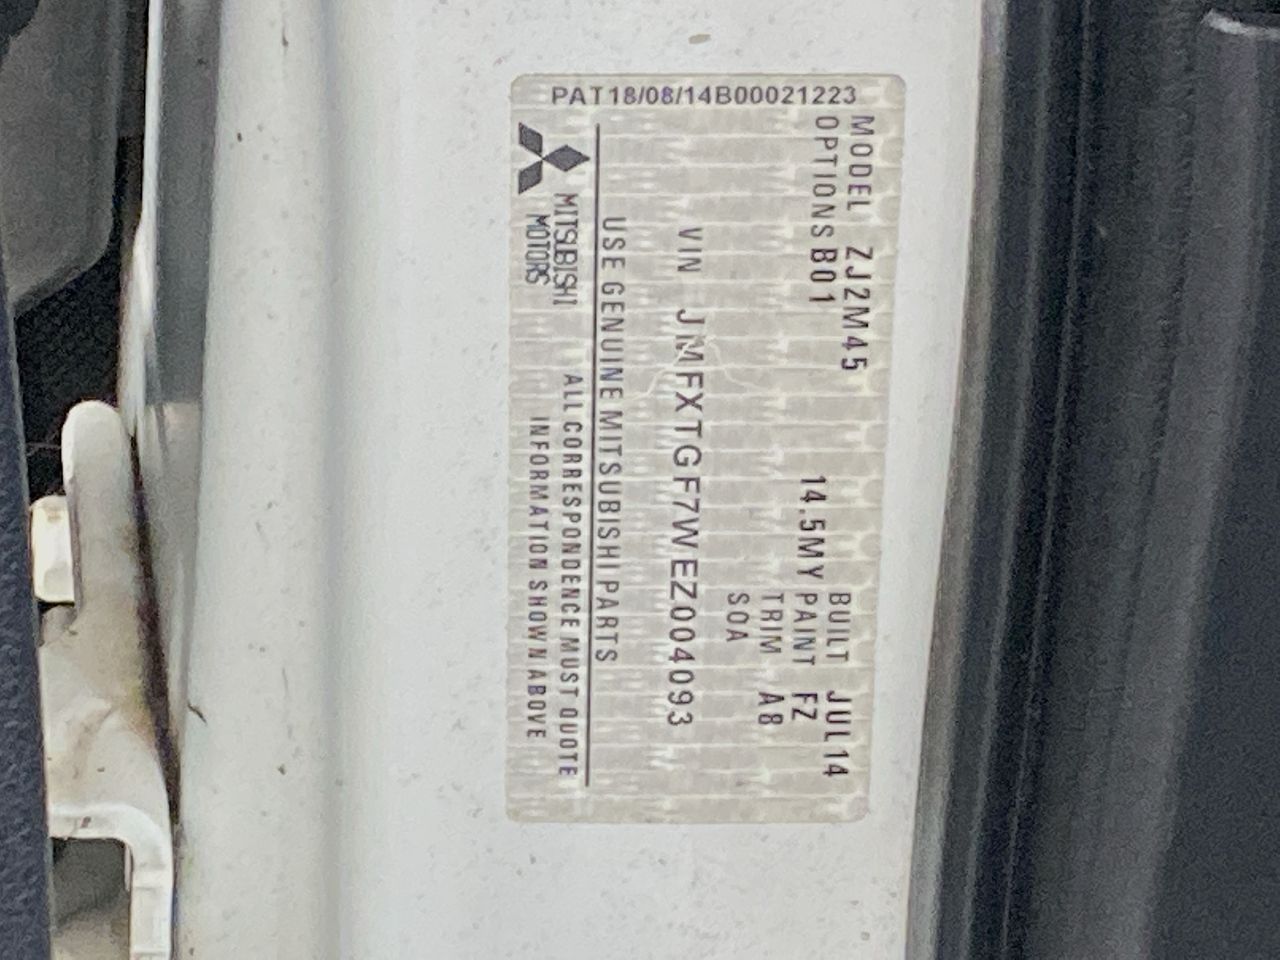 PAT18/08/14B00021223
MODEL ZJ2M45 BUILT JUL14
OPTIONS B01 14.5MY PAINT FZ
TRIM A8
SOA
VIN JMFXTGF7WEZ004093
USE GENUINE MITSUBISHI PARTS
MITSUBISHI MOTORS
ALL CORRESPONDENCE MUST QUOTE
INFORMATION SHOWN ABOVE